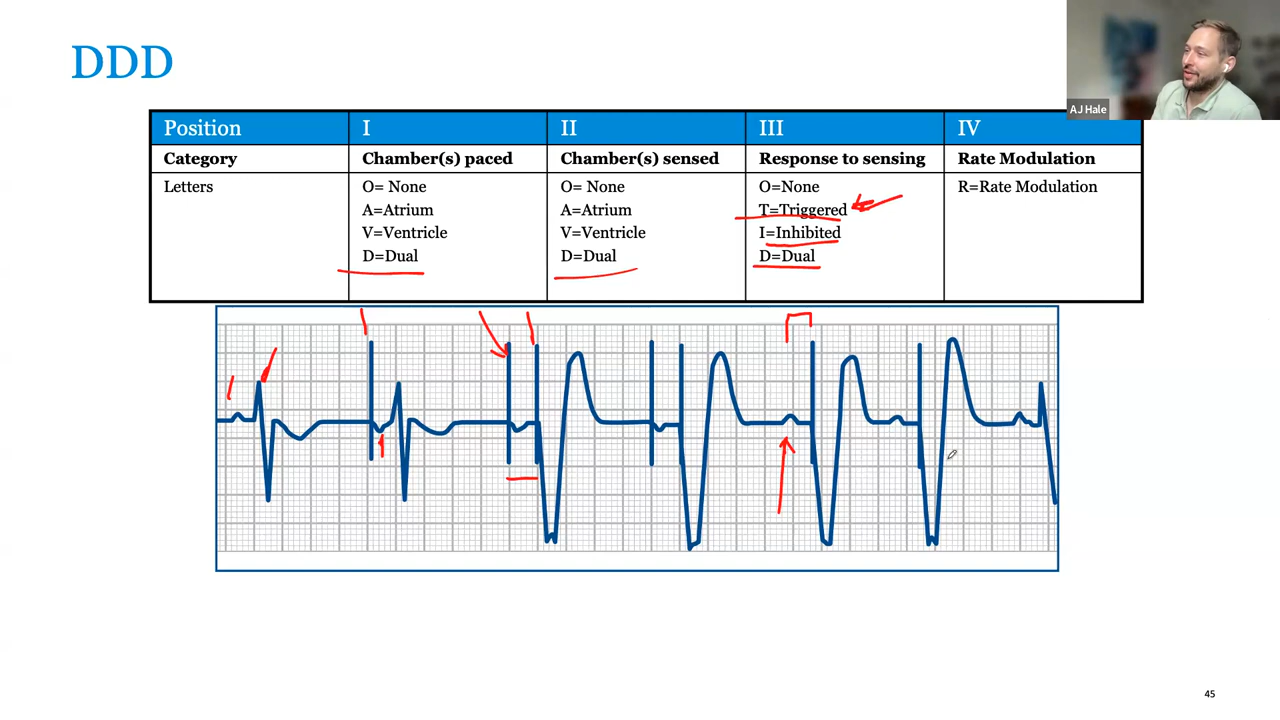 DDD
AJ Hale
Position I II III IV
Category Chamber(s) paced Chamber(s) sensed Response to sensing Rate Modulation
Letters O= None O= None O=None R=Rate Modulation
A=Atrium A=Atrium T=Triggered
V=Ventricle V=Ventricle I=Inhibited
D=Dual D=Dual D=Dual
45